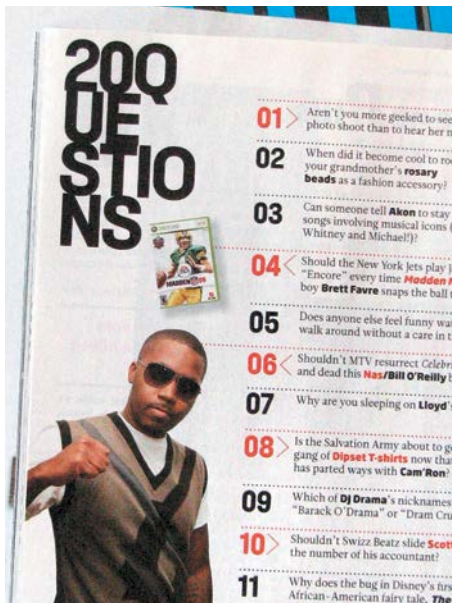 20Q
UE
STIO
NS
MADDEN 09
01 Aren't you more geeked to see
photo shoot than to hear her n
02 When did it become cool to ro
your grandmother's rosary
beads as a fashion accessory?
03 Can someone tell Akon to stay
songs involving musical icons (
Whitney and Michael!)?
04 Should the New York Jets play J
"Encore" every time Madden
boy Brett Favre snaps the ball
05 Does anyone else feel funny wa
walk around without a care in t
06 Shouldn't MTV resurrect Celebri
and dead this Nas/Bill O'Reilly b
07 Why are you sleeping on Lloyd'
08 Is the Salvation Army about to ge
gang of Dipset T-shirts now that
has parted ways with Cam'Ron?
09 Which of DJ Drama's nicknames
"Barack O'Drama" or "Dram Cru
10 Shouldn't Swizz Beatz slide Scott
the number of his accountant?
11 Why does the bug in Disney's firs
African-American fairy tale, The